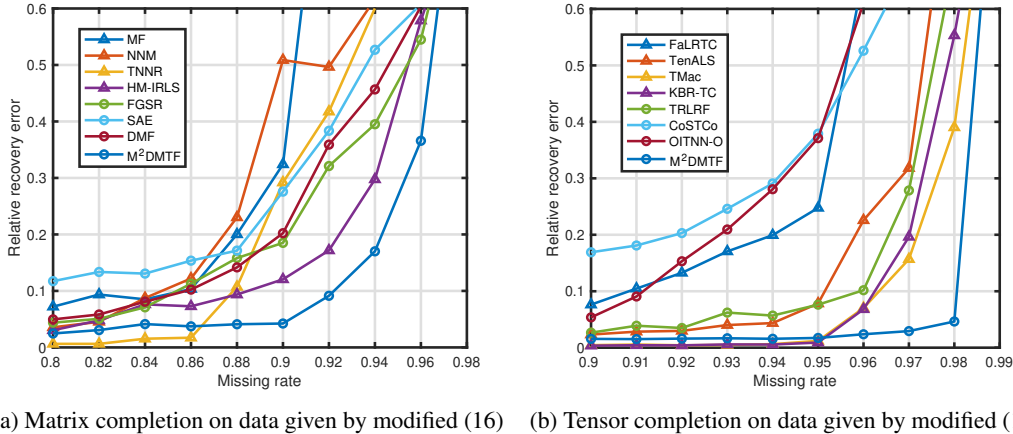 0.6
0.5
0.4
0.3
0.2
0.1
0
Relative recovery error
MF
NNM
TNNR
HM-IRLS
FGSR
SAE
DMF
M²DMTF
0.8 0.82 0.84 0.86 0.88 0.9 0.92 0.94 0.96 0.98
Missing rate
0.6
0.5
0.4
0.3
0.2
0.1
0
Relative recovery error
FaLRTC
TenALS
TMac
KBR-TC
TRLRF
CoSTCo
OITNN-O
M²DMTF
0.9 0.91 0.92 0.93 0.94 0.95 0.96 0.97 0.98 0.99
Missing rate
a) Matrix completion on data given by modified (16)
(b) Tensor completion on data given by modified (